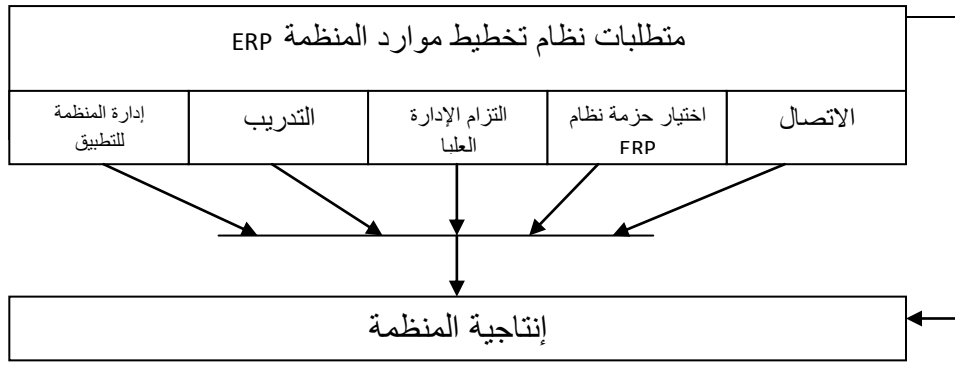 متطلبات نظام تخطيط موارد المنظمة ERP
الاتصال
اختيار حزمة نظام
FRP
التزام الإدارة
العليا
التدريب
إدارة المنظمة
للتطبيق
إنتاجية المنظمة